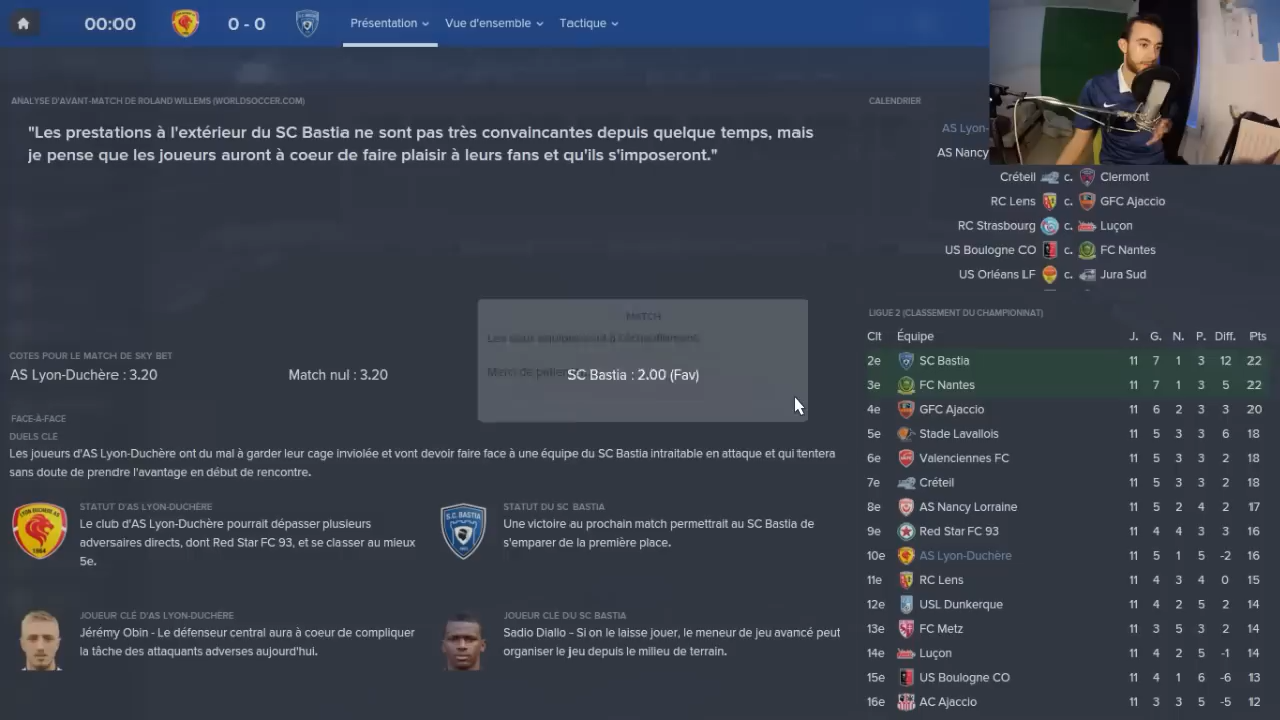 00:00 0 - 0 Présentation Vue d'ensemble Tactique
ANALYSE D'AVANT-MATCH DE ROLAND WILLEMS (WORLDSOCCER.COM)
"Les prestations à l'extérieur du SC Bastia ne sont pas très convaincantes depuis quelque temps, mais
je pense que les joueurs auront à coeur de faire plaisir à leurs fans et qu'ils s'imposeront."
CALENDRIER
AS Lyon-
AS Nancy
Créteil c. Clermont
RC Lens c. GFC Ajaccio
RC Strasbourg c. Luçon
US Boulogne CO c. FC Nantes
US Orléans LF c. Jura Sud
MATCH
COTES POUR LE MATCH DE SKY BET
AS Lyon-Duchère : 3.20 Match nul : 3.20 SC Bastia : 2.00 (Fav)
FACE-À-FACE
DUELS CLÉ
Les joueurs d'AS Lyon-Duchère ont du mal à garder leur cage inviolée et vont devoir faire face à une équipe du SC Bastia intraitable en attaque et qui tentera
sans doute de prendre l'avantage en début de rencontre.
STATUT D'AS LYON-DUCHÈRE
Le club d'AS Lyon-Duchère pourrait dépasser plusieurs
adversaires directs, dont Red Star FC 93, et se classer au mieux
5e.
STATUT DU SC BASTIA
Une victoire au prochain match permettrait au SC Bastia de
s'emparer de la première place.
JOUEUR CLÉ D'AS LYON-DUCHÈRE
Jérémy Obin - Le défenseur central aura à coeur de compliquer
la tâche des attaquants adverses aujourd'hui.
JOUEUR CLÉ DU SC BASTIA
Sadio Diallo - Si on le laisse jouer, le meneur de jeu avancé peut
organiser le jeu depuis le milieu de terrain.
LIGUE 2 (CLASSEMENT DU CHAMPIONNAT)
Clt Équipe J. G. N. P. Diff. Pts
2e SC Bastia 11 7 1 3 12 22
3e FC Nantes 11 7 1 3 5 22
4e GFC Ajaccio 11 6 2 3 3 20
5e Stade Lavallois 11 5 3 3 6 18
6e Valenciennes FC 11 5 3 3 2 18
7e Créteil 11 5 3 3 2 18
8e AS Nancy Lorraine 11 5 2 4 2 17
9e Red Star FC 93 11 4 4 3 3 16
10e AS Lyon-Duchère 11 5 1 5 -2 16
11e RC Lens 11 4 3 4 0 15
12e USL Dunkerque 11 4 2 5 2 14
13e FC Metz 11 3 5 3 2 14
14e Luçon 11 4 2 5 -1 14
15e US Boulogne CO 11 4 1 6 -6 13
16e AC Ajaccio 11 3 3 5 -5 12